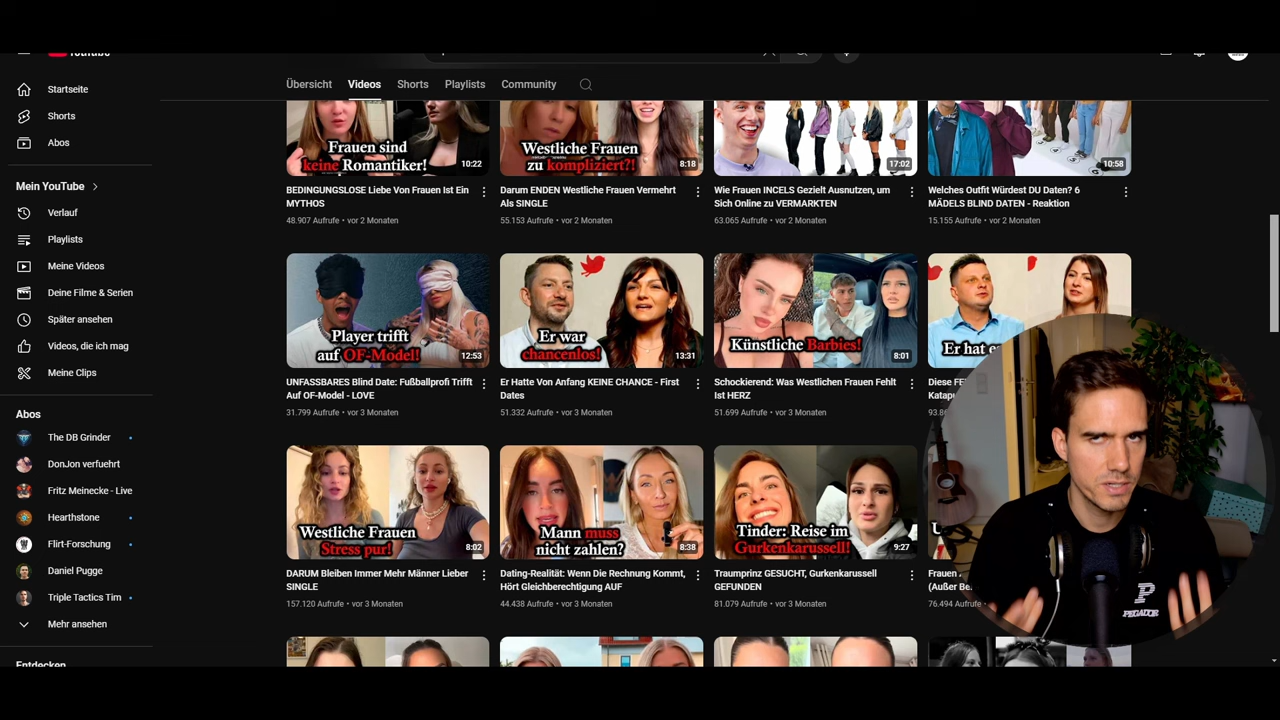 YouTube
Startseite
Shorts
Abos
Mein YouTube
Verlauf
Playlists
Meine Videos
Deine Filme & Serien
Später ansehen
Videos, die ich mag
Meine Clips
Abos
The DB Grinder
DonJon verfuehrt
Fritz Meinecke - Live
Hearthstone
Flirt-Forschung
Daniel Pugge
Triple Tactics Tim
Mehr ansehen
Entdecken
Übersicht
Videos
Shorts
Playlists
Community
Frauen sind
keine Romantiker!
10:22
BEDINGUNGSLOSE Liebe Von Frauen Ist Ein
MYTHOS
48.907 Aufrufe • vor 2 Monaten
Westliche Frauen
zu kompliziert?!
8:18
Darum ENDEN Westliche Frauen Vermehrt
Als SINGLE
55.153 Aufrufe • vor 2 Monaten
17:02
Wie Frauen INCELS Gezielt Ausnutzen, um
Sich Online zu VERMARKTEN
63.065 Aufrufe • vor 2 Monaten
10:58
Welches Outfit Würdest DU Daten? 6
MÄDELS BLIND DATEN - Reaktion
15.155 Aufrufe • vor 2 Monaten
Player trifft
auf OF-Model!
12:53
UNFASSBARES Blind Date: Fußballprofi Trifft
Auf OF-Model - LOVE
31.799 Aufrufe • vor 3 Monaten
Er war
chancenlos!
13:31
Er Hatte Von Anfang KEINE CHANCE - First
Dates
51.332 Aufrufe • vor 3 Monaten
Künstliche Barbies!
8:01
Schockierend: Was Westlichen Frauen Fehlt
Ist HERZ
51.699 Aufrufe • vor 3 Monaten
Er hat
Diese
Katap
93.86
Westliche Frauen
Stress pur!
8:02
DARUM Bleiben Immer Mehr Männer Lieber
SINGLE
157.120 Aufrufe • vor 3 Monaten
Mann muss
nicht zahlen?
8:38
Dating-Realität: Wenn Die Rechnung Kommt,
Hört Gleichberechtigung AUF
44.438 Aufrufe • vor 3 Monaten
Tinder: Reise im
Gurkenkarussell!
9:27
Traumprinz GESUCHT, Gurkenkarussell
GEFUNDEN
81.079 Aufrufe • vor 3 Monaten
Frauen
(Außer Be
76.494 Aufrufe
P
PEGADOR